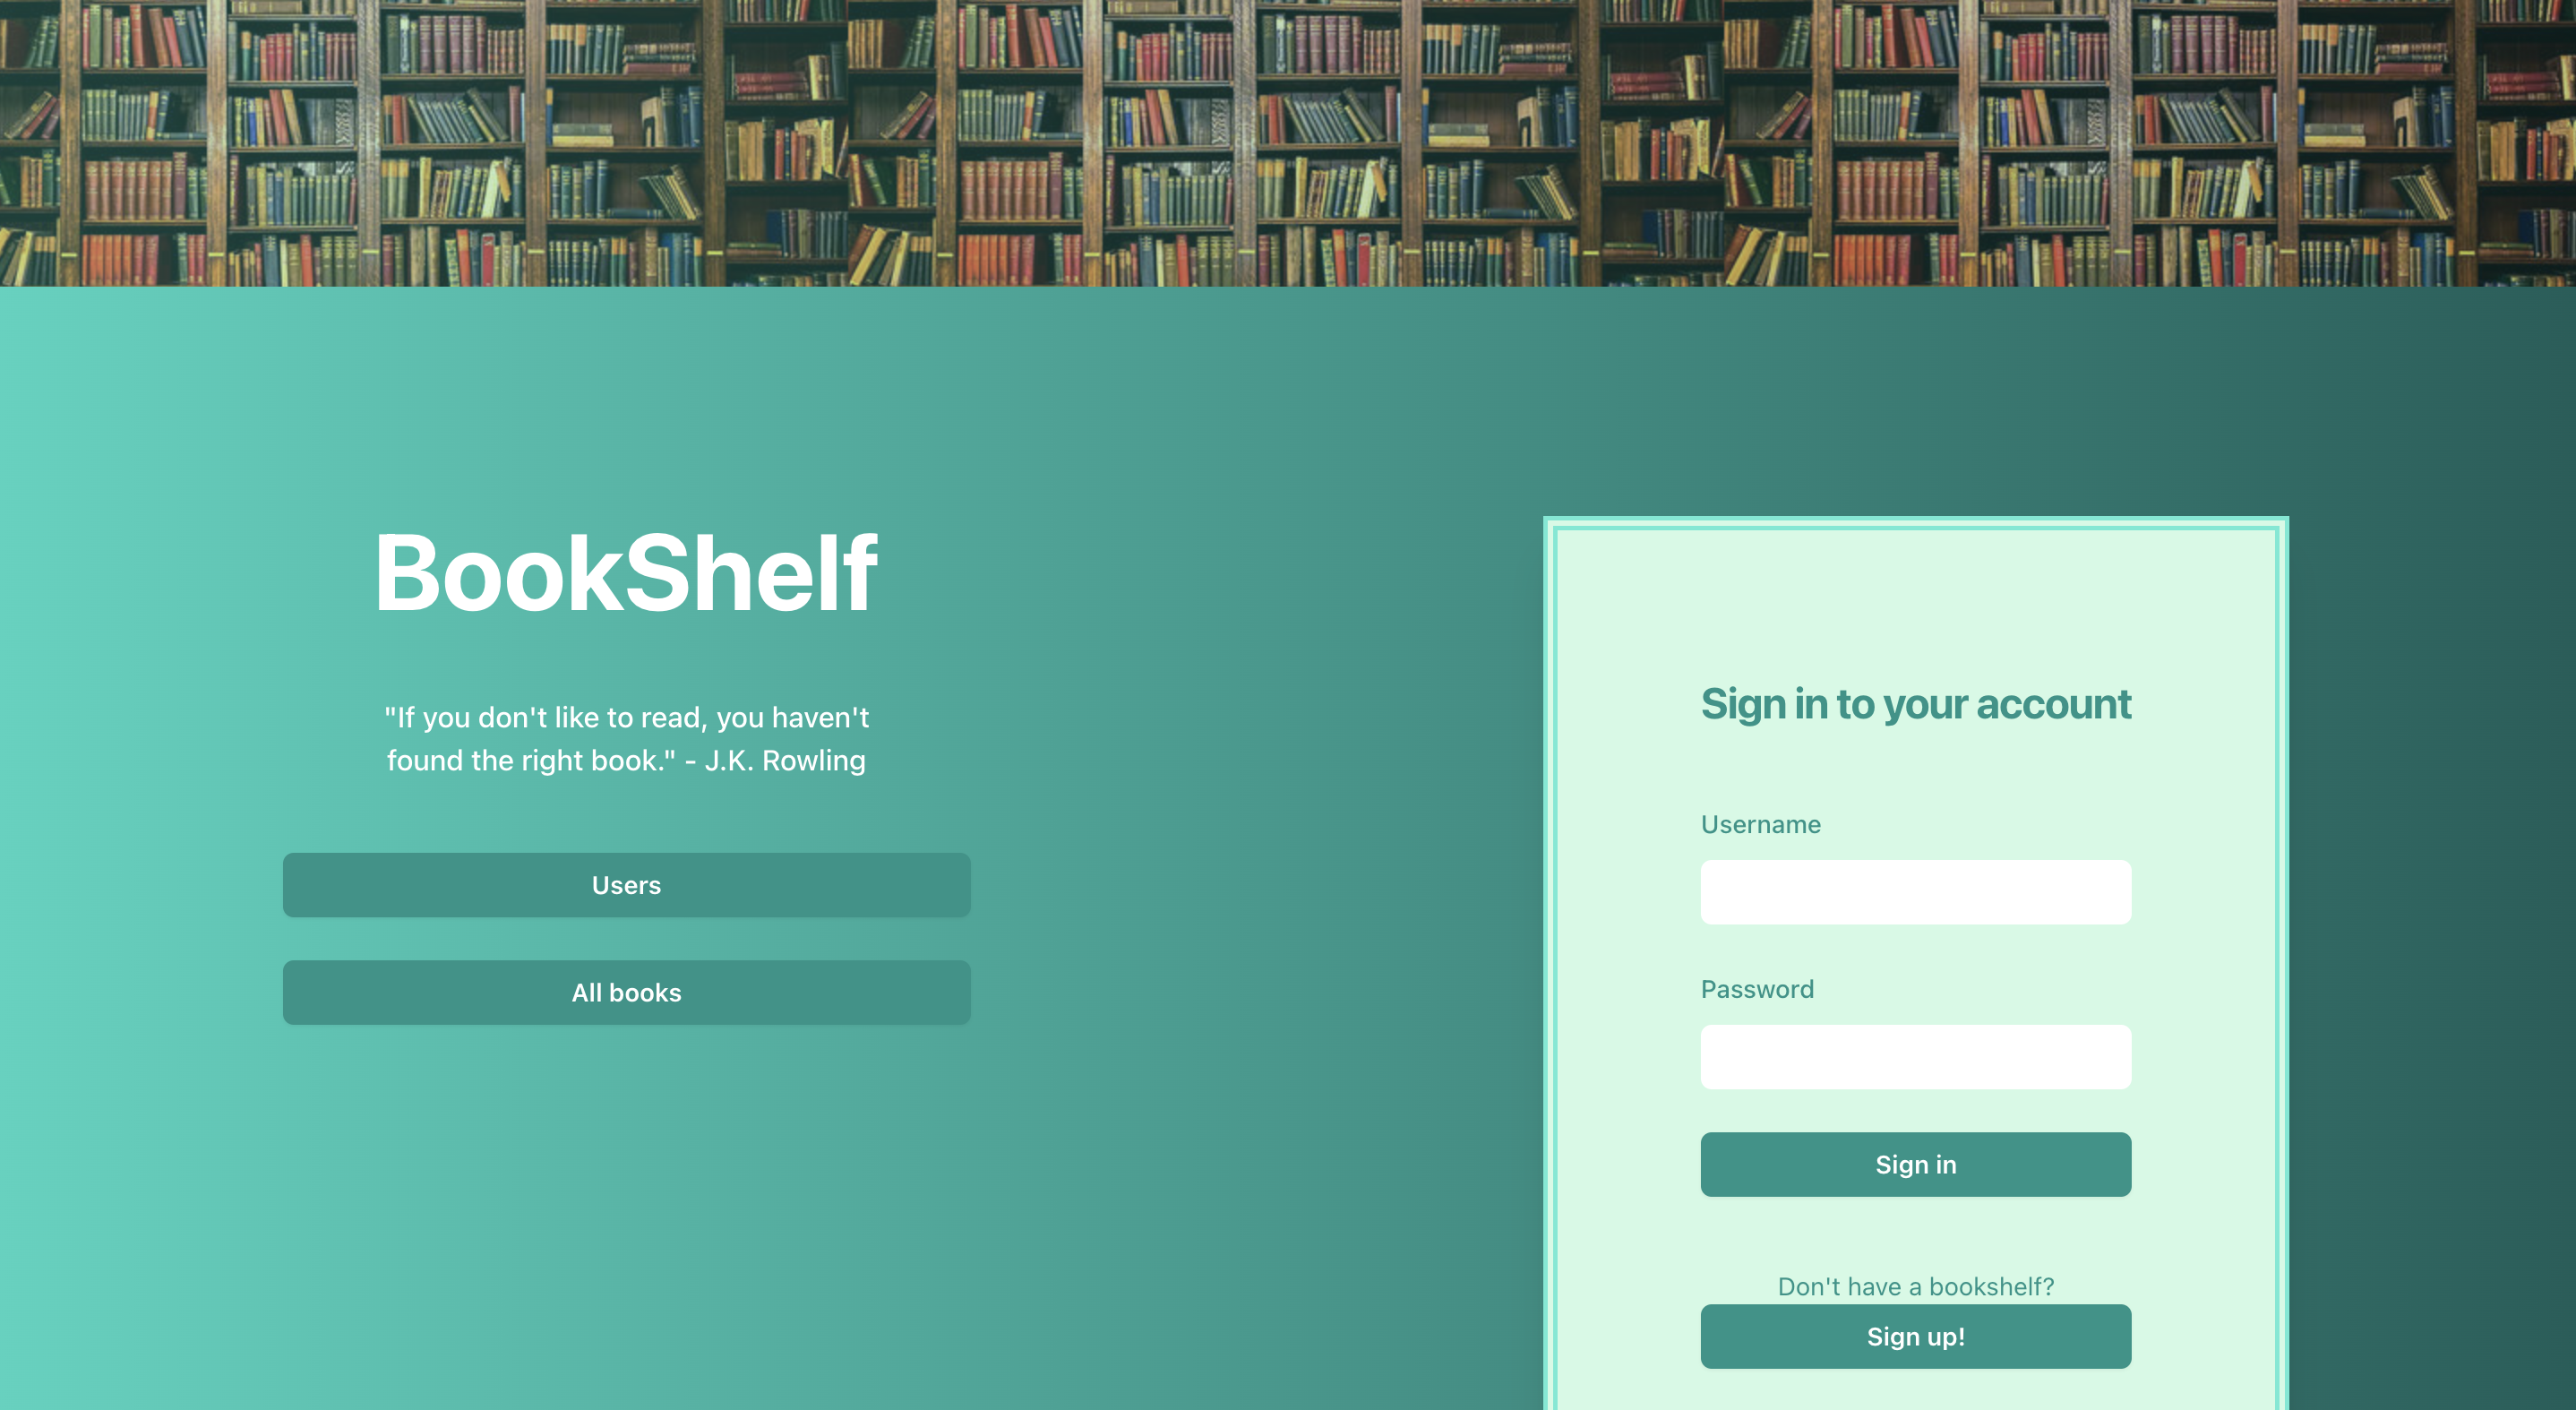 BookShelf
"If you don't like to read, you haven't
found the right book." - J.K. Rowling
Users
All books
Sign in to your account
Username
Password
Sign in
Don't have a bookshelf?
Sign up!